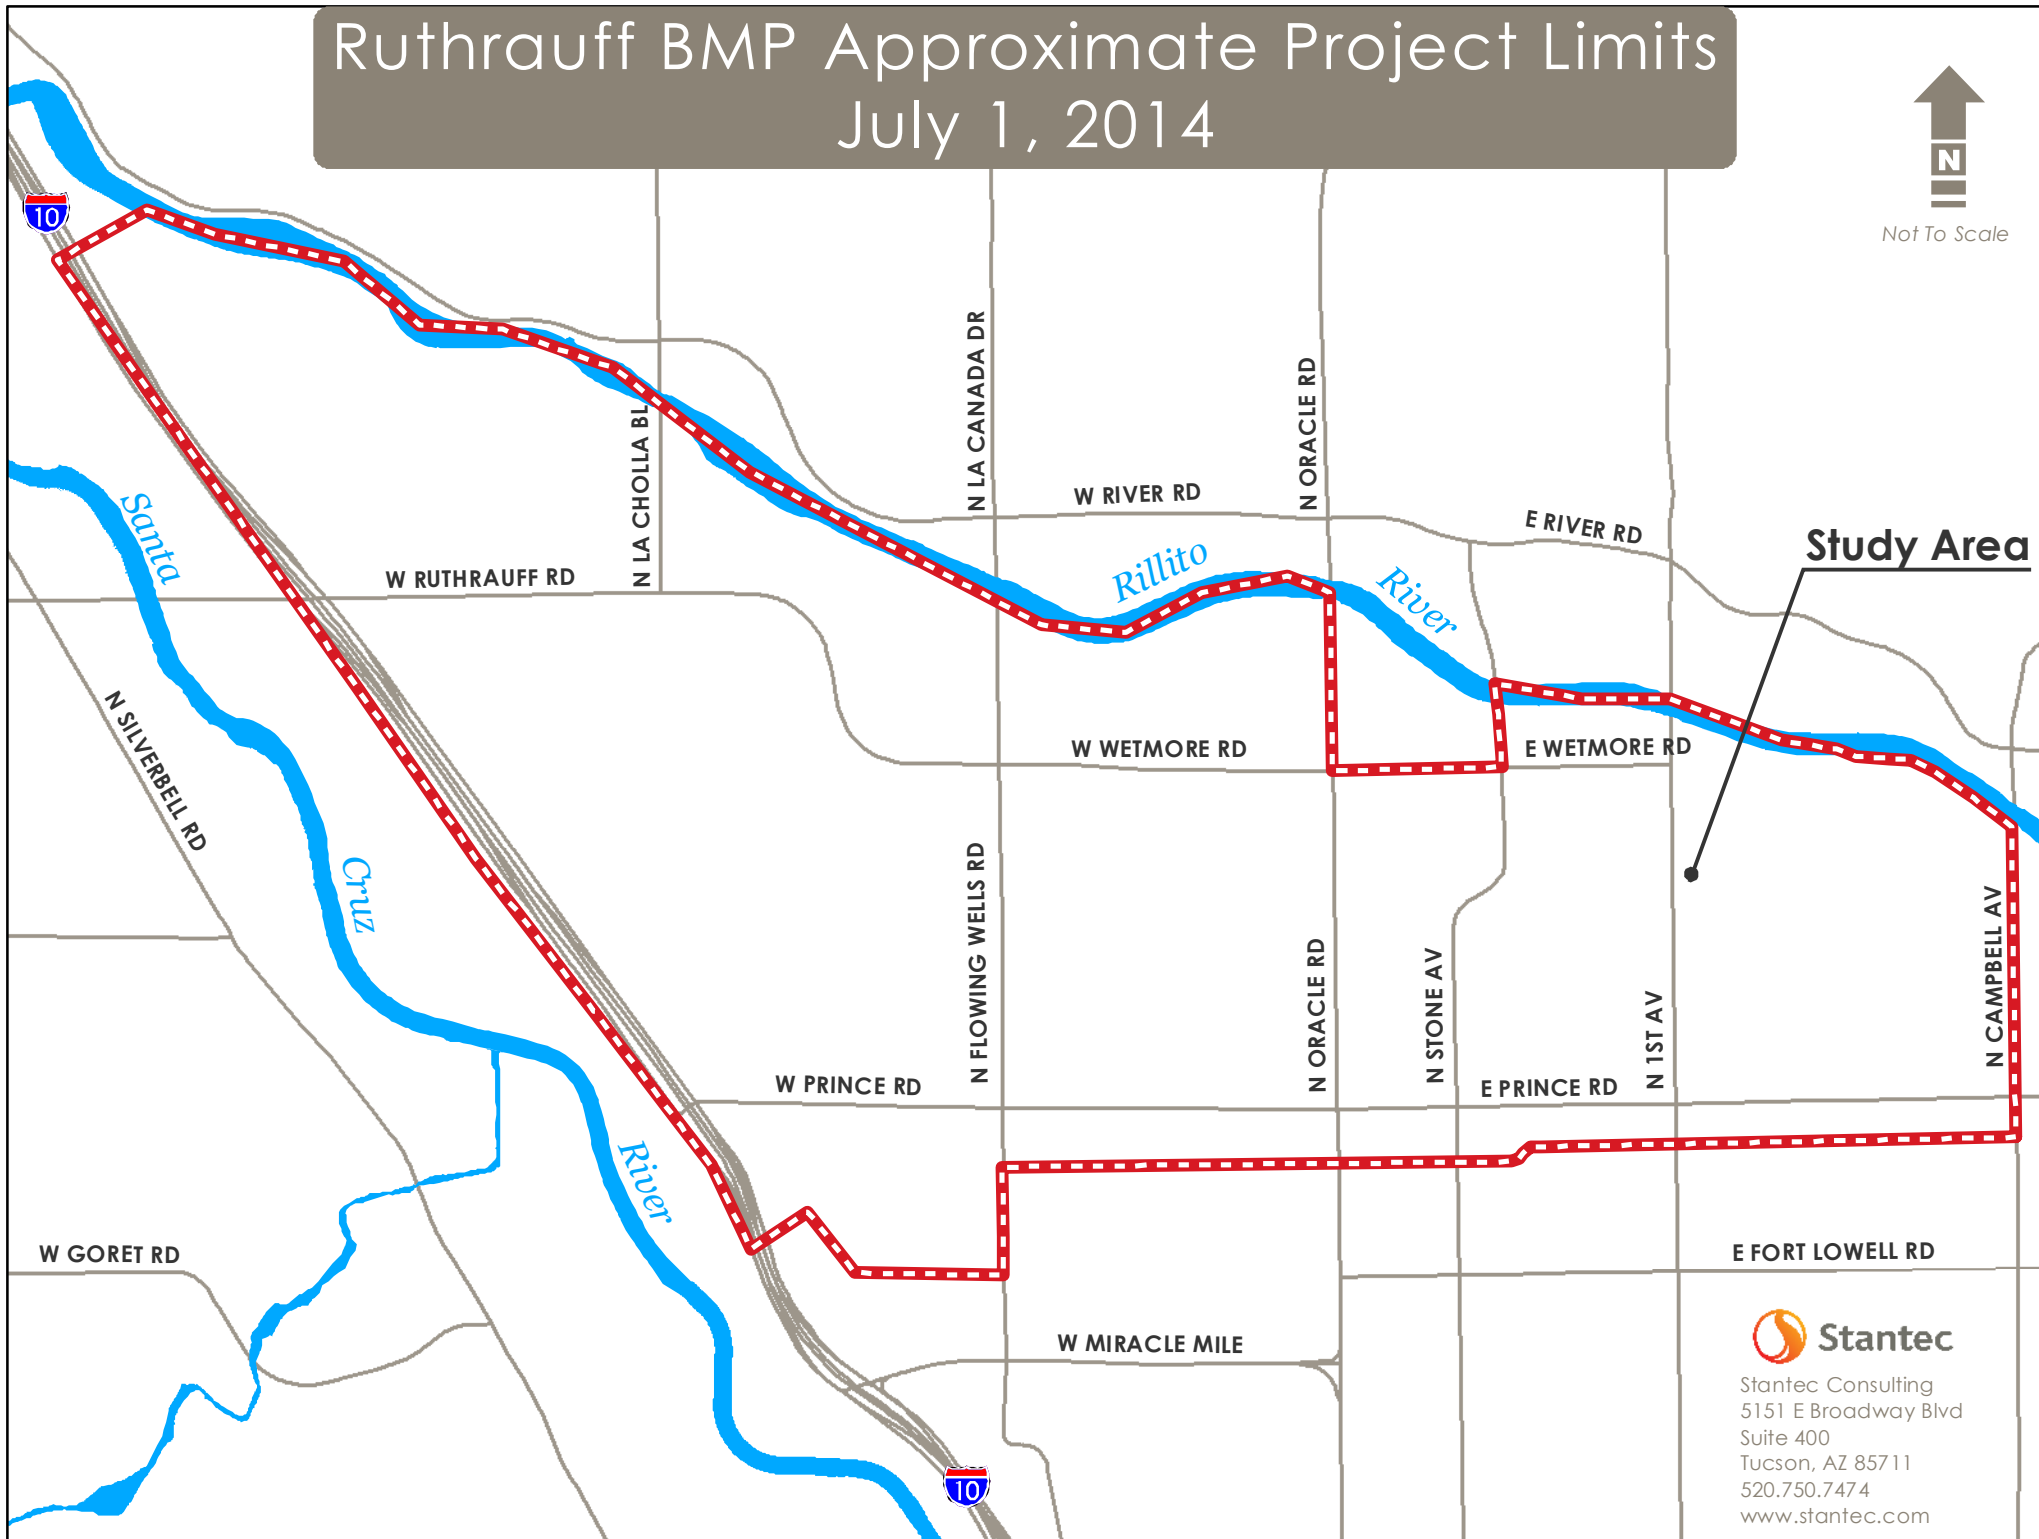 Ruthrauff BMP Approximate Project Limits
July 1, 2014
N
Not To Scale
10
N LA CANADA DR
N ORACLE RD
N LA CHOLLA BL
W RIVER RD
E RIVER RD
Santa
Study Area
Rillito
River
W RUTHRAUFF RD
N SILVERBELL RD
W WETMORE RD
E WETMORE RD
Cruz
N FLOWING WELLS RD
N ORACLE RD
N STONE AV
N 1ST AV
N CAMPBELL AV
W PRINCE RD
E PRINCE RD
River
W GORET RD
E FORT LOWELL RD
W MIRACLE MILE
10
Stantec
Stantec Consulting
5151 E Broadway Blvd
Suite 400
Tucson, AZ 85711
520.750.7474
www.stantec.com